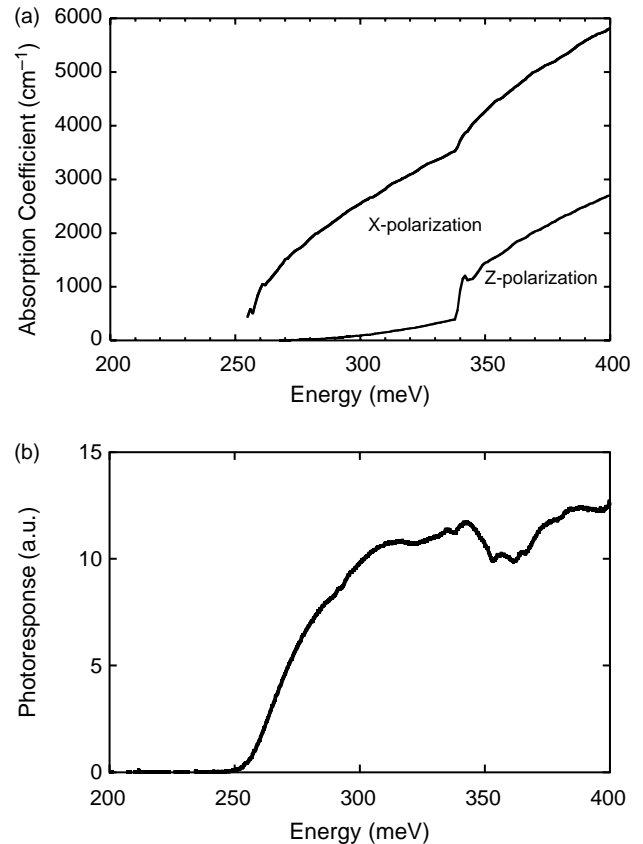 (a)
Absorption Coefficient (cm⁻¹)
6000
5000
4000
3000
2000
1000
0
X-polarization
Z-polarization
200 250 300 350 400
Energy (meV)
(b)
Photoresponse (a.u.)
15
10
5
0
200 250 300 350 400
Energy (meV)